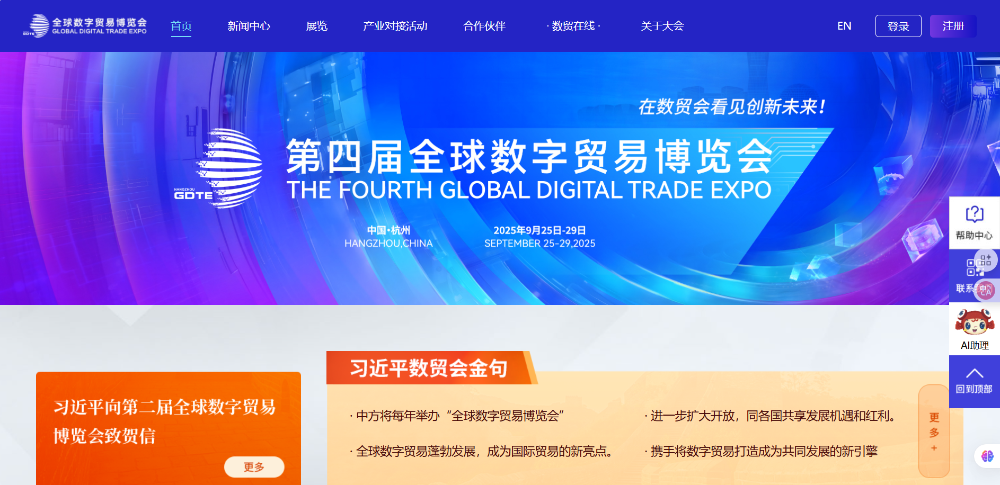 全球数字贸易博览会
GLOBAL DIGITAL TRADE EXPO
GDTE
首页
新闻中心
展览
产业对接活动
合作伙伴
· 数贸在线 ·
关于大会
EN
登录
注册
在数贸会看见创新未来!
第四届全球数字贸易博览会
THE FOURTH GLOBAL DIGITAL TRADE EXPO
HANGZHOU
GDTE
中国·杭州
HANGZHOU,CHINA
2025年9月25日-29日
SEPTEMBER 25-29,2025
帮助中心
联系
AI助理
回到顶部
习近平向第二届全球数字贸易
博览会致贺信
更多
习近平数贸会金句
· 中方将每年举办“全球数字贸易博览会”
· 进一步扩大开放，同各国共享发展机遇和红利。
· 全球数字贸易蓬勃发展，成为国际贸易的新亮点。
· 携手将数字贸易打造成为共同发展的新引擎
更多+